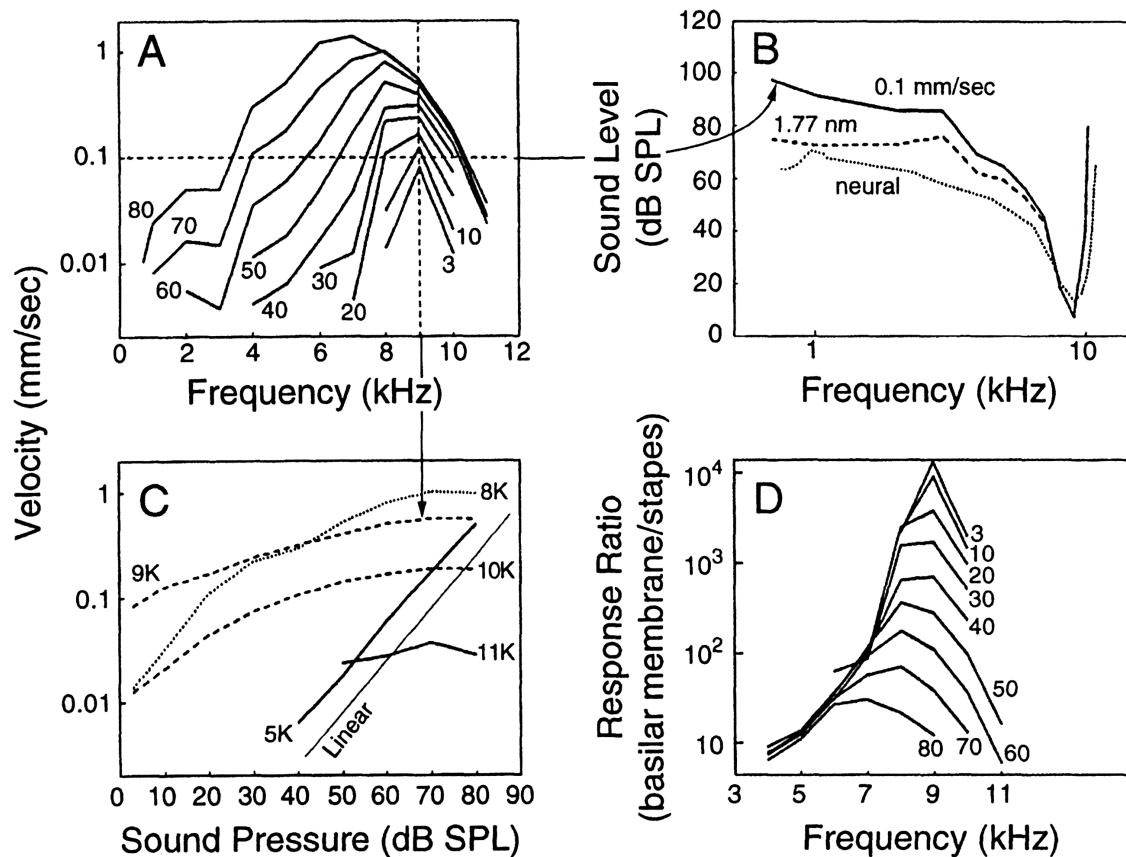 A
1
0.1
0.01
80
70
60
50
40
30
20
10
3
0 2 4 6 8 10 12
Frequency (kHz)
Velocity (mm/sec)
B
120
100
80
60
40
20
0
0.1 mm/sec
1.77 nm
neural
1 10
Frequency (kHz)
Sound Level
(dB SPL)
C
1
0.1
0.01
8K
9K
10K
11K
5K
Linear
0 10 20 30 40 50 60 70 80 90
Sound Pressure (dB SPL)
D
10⁴
10³
10²
10
3
10
20
30
40
50
60
70
80
3 5 7 9 11
Frequency (kHz)
Response Ratio
(basilar membrane/stapes)